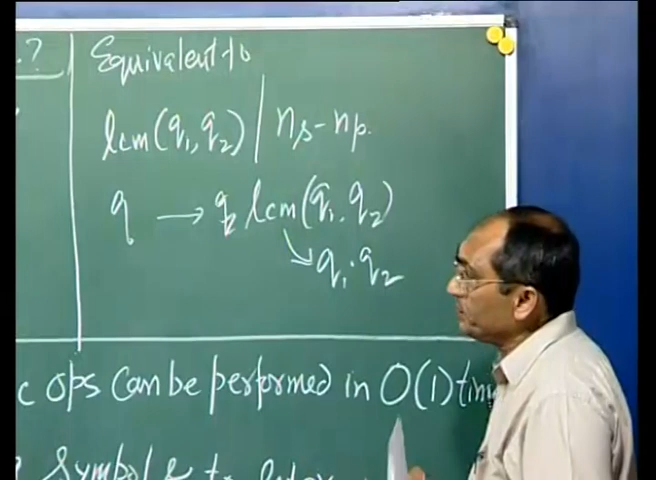 ?
Equivalent to
lcm(q₁, q₂) | nₛ - nₚ.
q → q lcm(q₁, q₂)
↘ q₁.q₂
c ops can be performed in O(1) time
Symbol